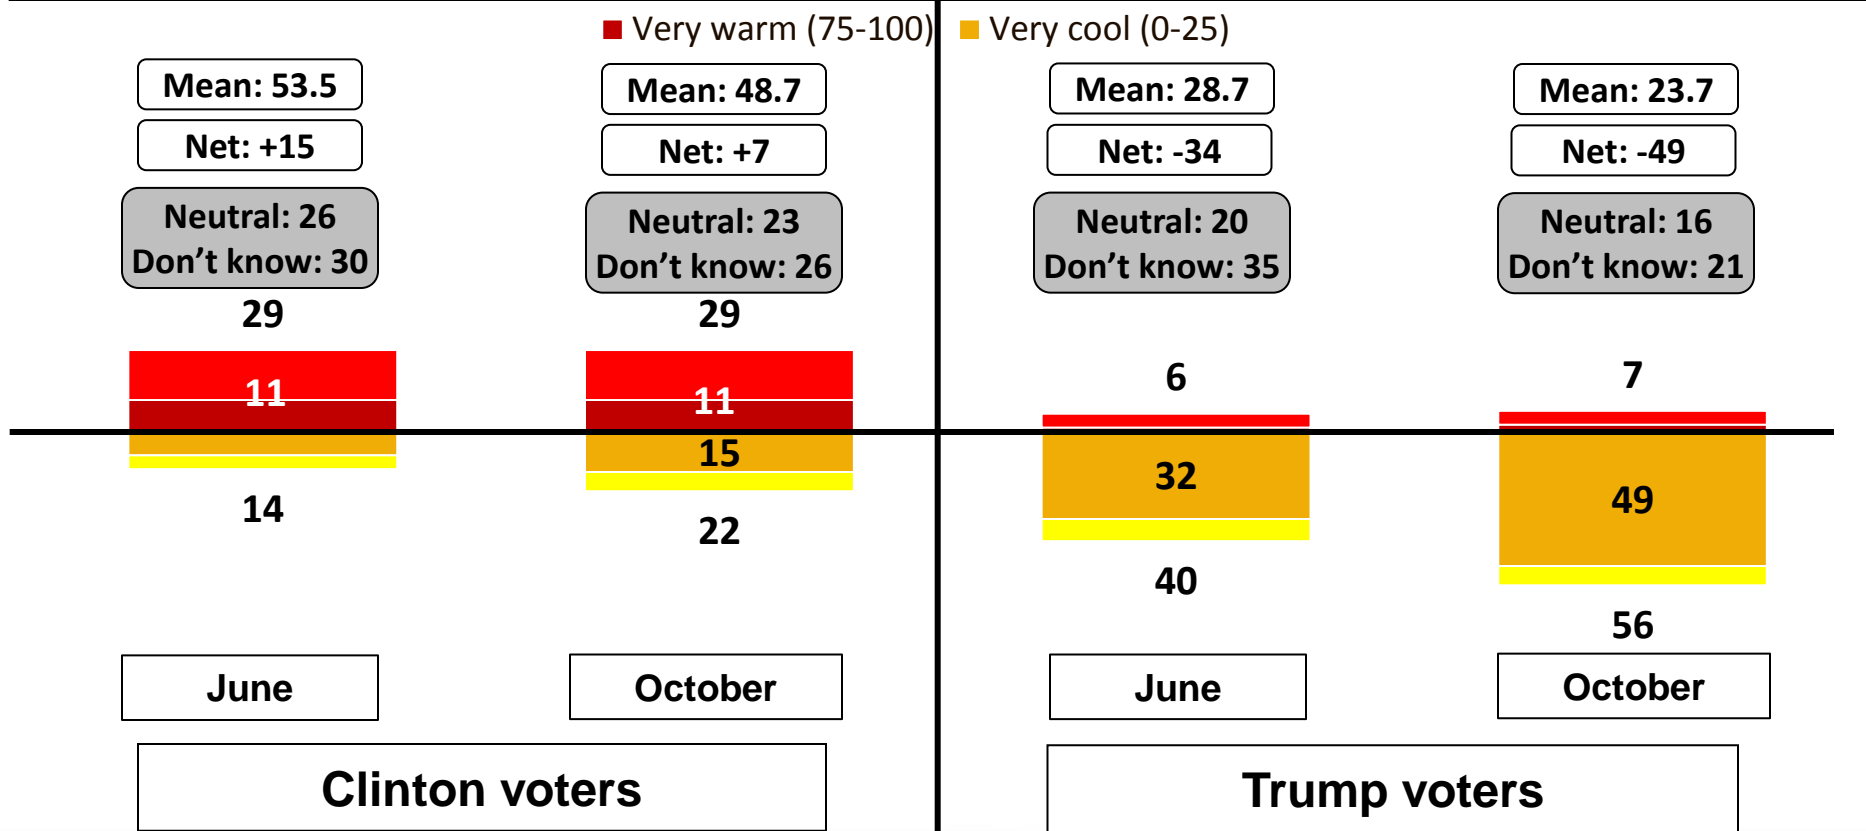 Very warm (75-100)
Very cool (0-25)
Mean: 53.5
Net: +15
Neutral: 26
Don’t know: 30
29
11
14
June
Mean: 48.7
Net: +7
Neutral: 23
Don’t know: 26
29
11
15
22
October
Clinton voters
Mean: 28.7
Net: -34
Neutral: 20
Don’t know: 35
6
32
40
June
Mean: 23.7
Net: -49
Neutral: 16
Don’t know: 21
7
49
56
October
Trump voters